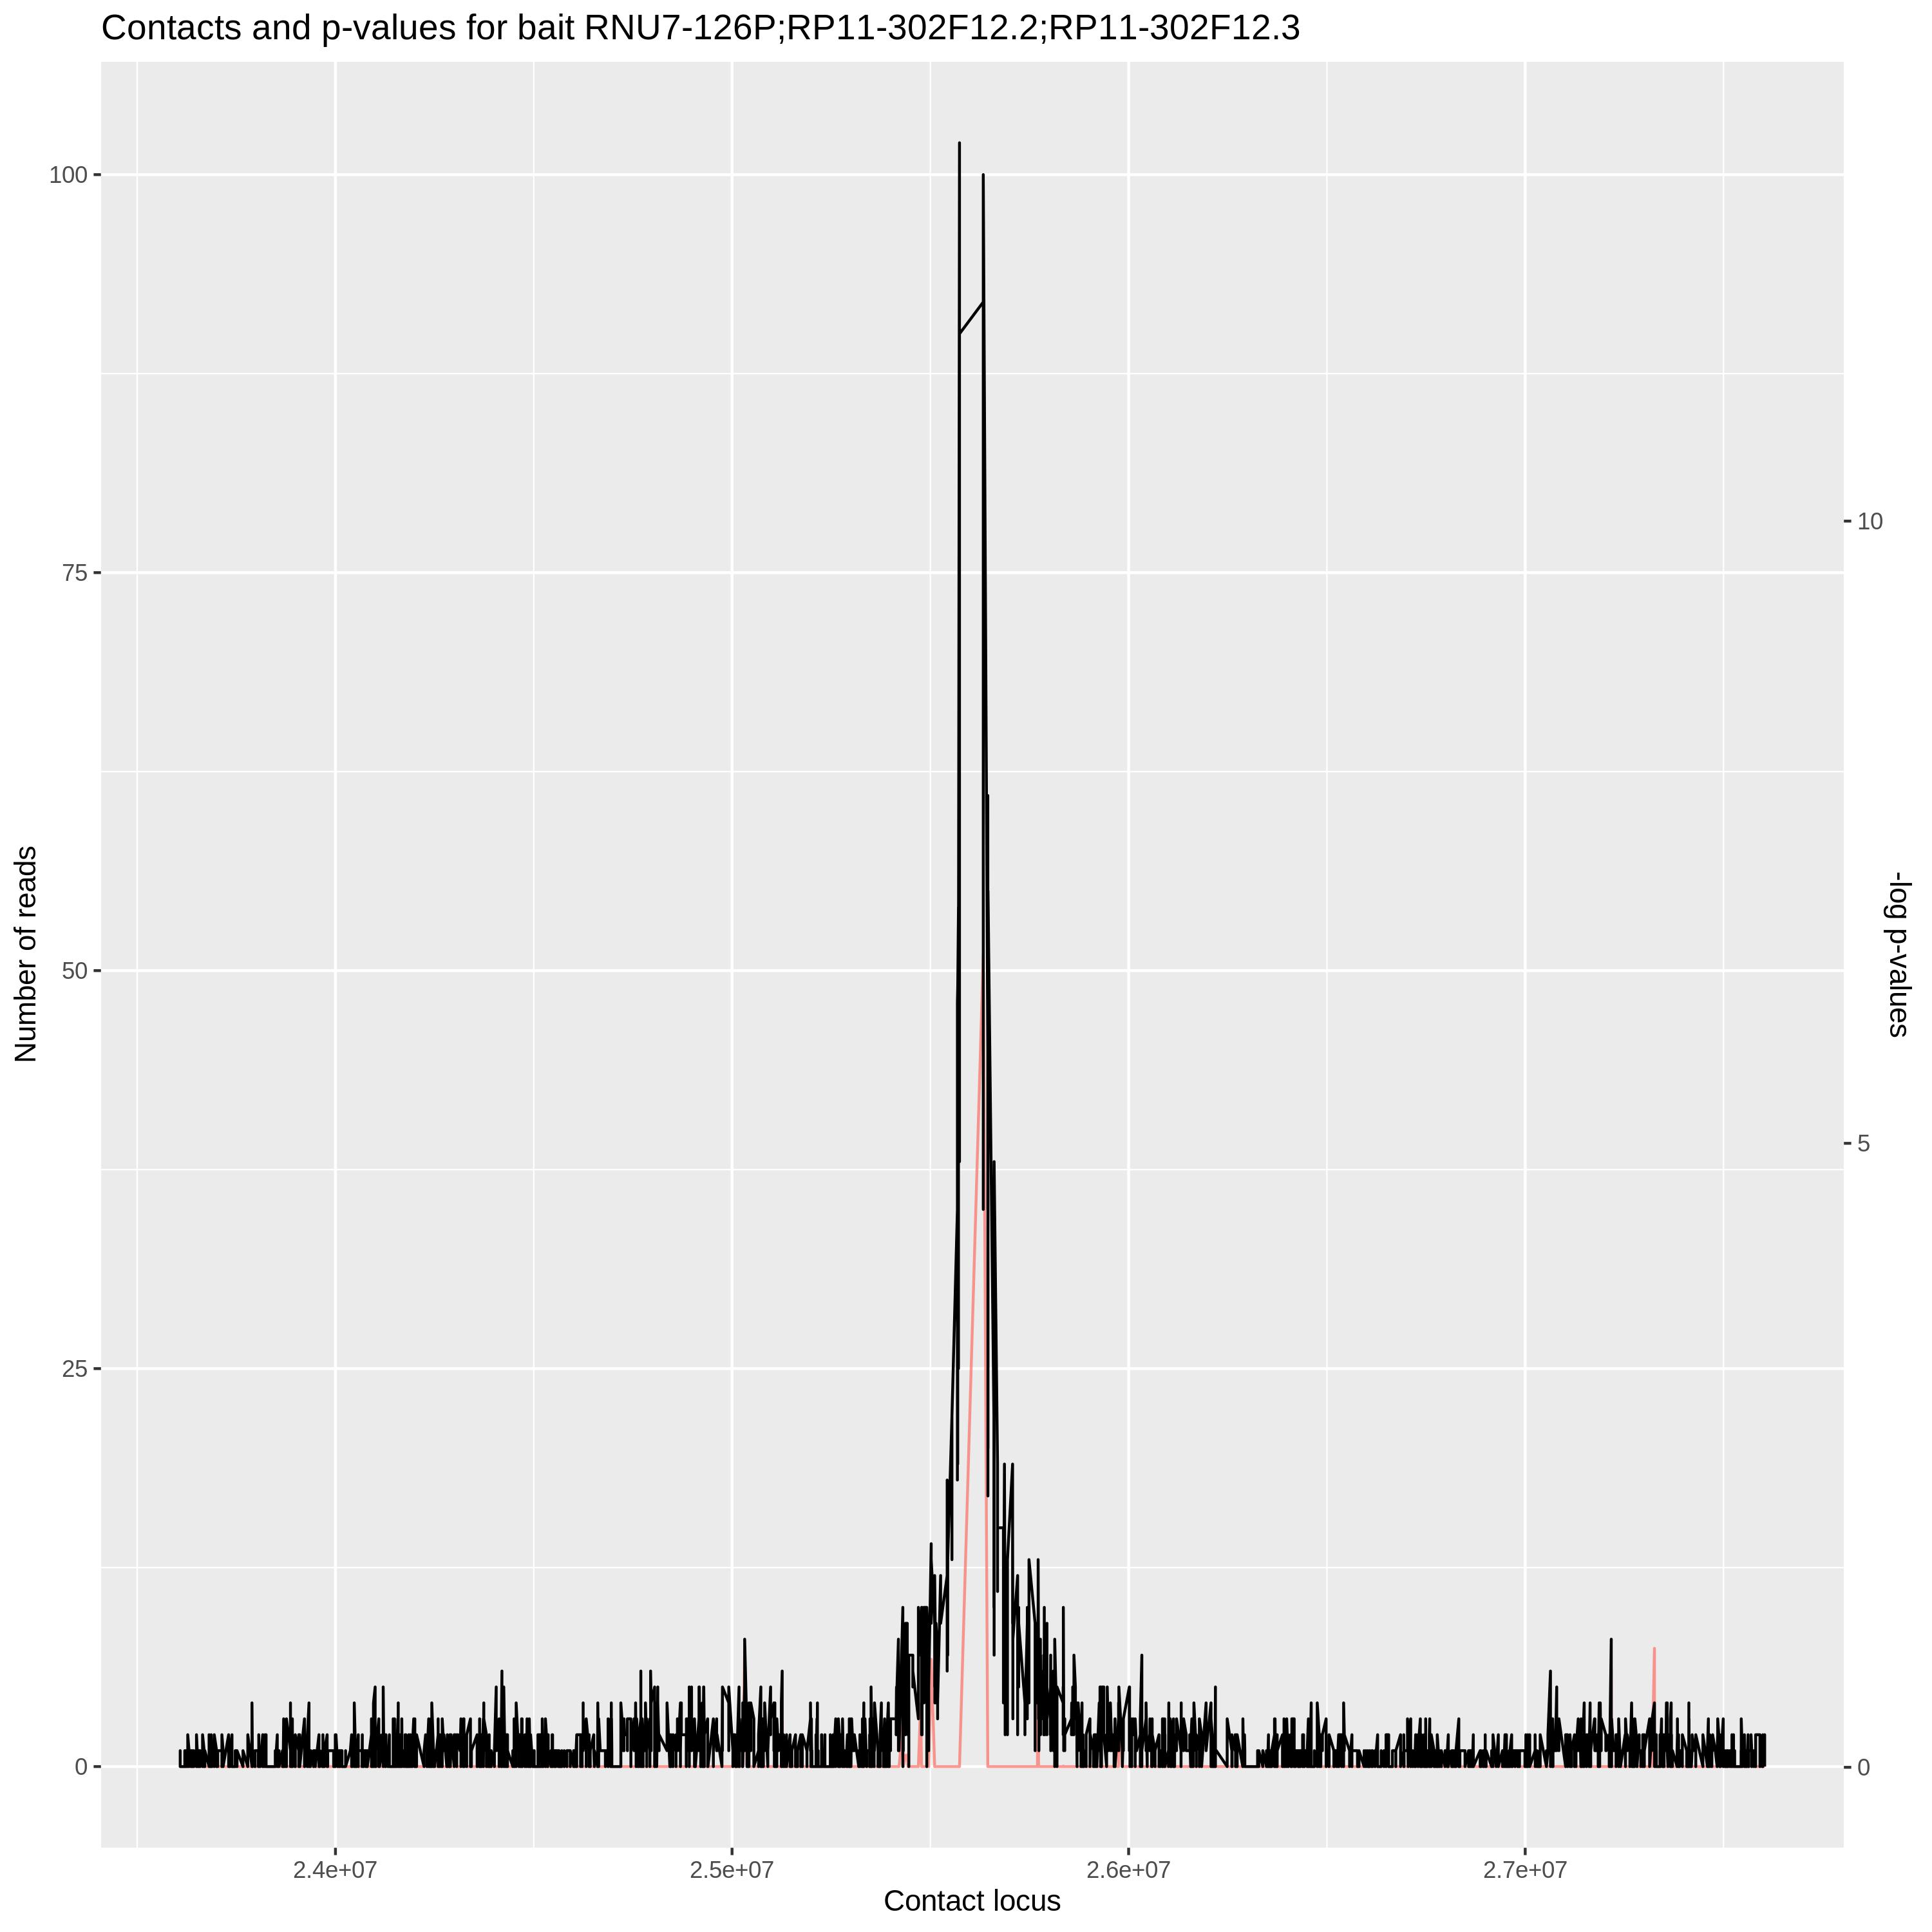 Contacts and p-values for bait RNU7-126P;RP11-302F12.2;RP11-302F12.3
100
75
50
25
0
Number of reads
10
5
0
-log p-values
2.4e+07
2.5e+07
2.6e+07
2.7e+07
Contact locus